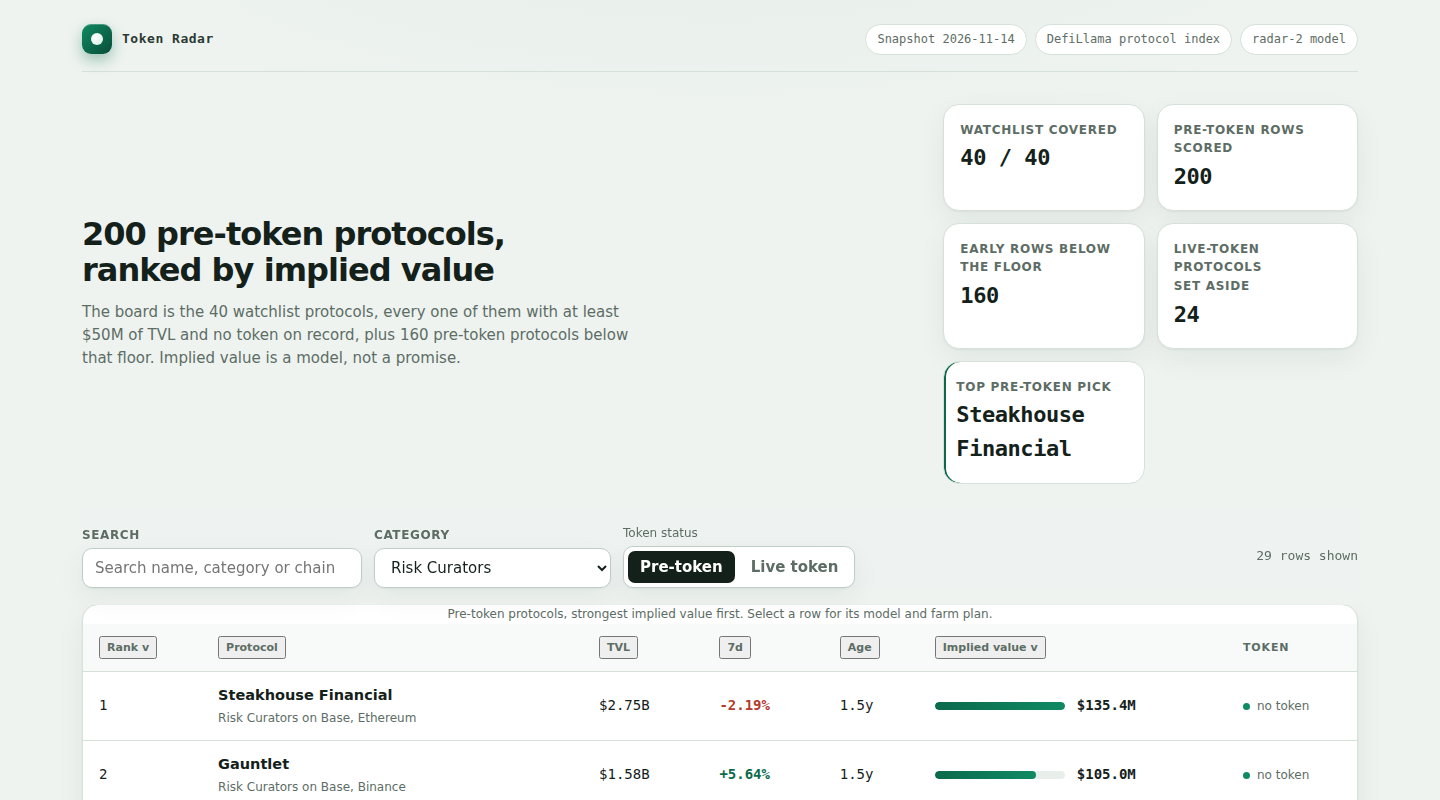 Token Radar
Snapshot 2026-11-14
DefiLlama protocol index
radar-2 model
200 pre-token protocols,
ranked by implied value
The board is the 40 watchlist protocols, every one of them with at least
$50M of TVL and no token on record, plus 160 pre-token protocols below
that floor. Implied value is a model, not a promise.
WATCHLIST COVERED
40 / 40
PRE-TOKEN ROWS
SCORED
200
EARLY ROWS BELOW
THE FLOOR
160
LIVE-TOKEN
PROTOCOLS
SET ASIDE
24
TOP PRE-TOKEN PICK
Steakhouse
Financial
SEARCH
Search name, category or chain
CATEGORY
Risk Curators
Token status
Pre-token
Live token
29 rows shown
Pre-token protocols, strongest implied value first. Select a row for its model and farm plan.
Rank v
Protocol
TVL
7d
Age
Implied value v
TOKEN
1
Steakhouse Financial
Risk Curators on Base, Ethereum
$2.75B
-2.19%
1.5y
$135.4M
no token
2
Gauntlet
Risk Curators on Base, Binance
$1.58B
+5.64%
1.5y
$105.0M
no token